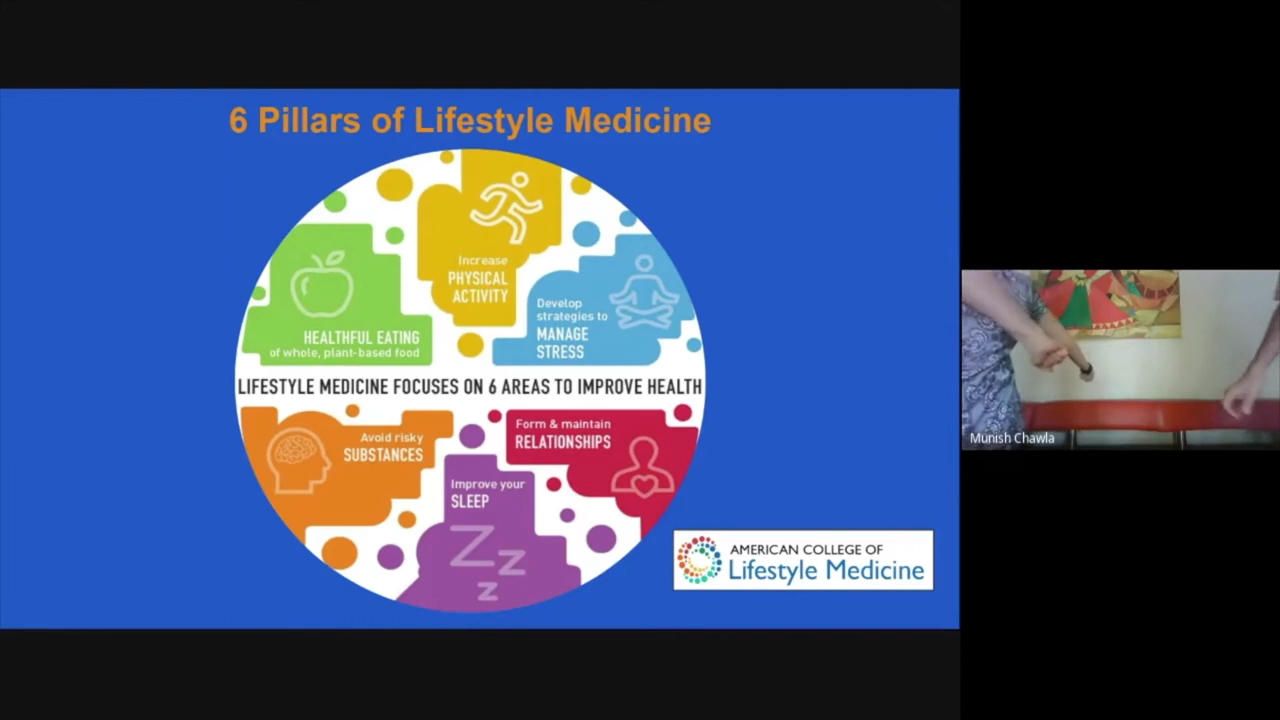 6 Pillars of Lifestyle Medicine
Increase
PHYSICAL
ACTIVITY
Develop
strategies to
MANAGE
STRESS
HEALTHFUL EATING
of whole, plant-based food
LIFESTYLE MEDICINE FOCUSES ON 6 AREAS TO IMPROVE HEALTH
Avoid risky
SUBSTANCES
Form & maintain
RELATIONSHIPS
Improve your
SLEEP
Z
Z
Z
AMERICAN COLLEGE OF
Lifestyle Medicine
Munish Chawla